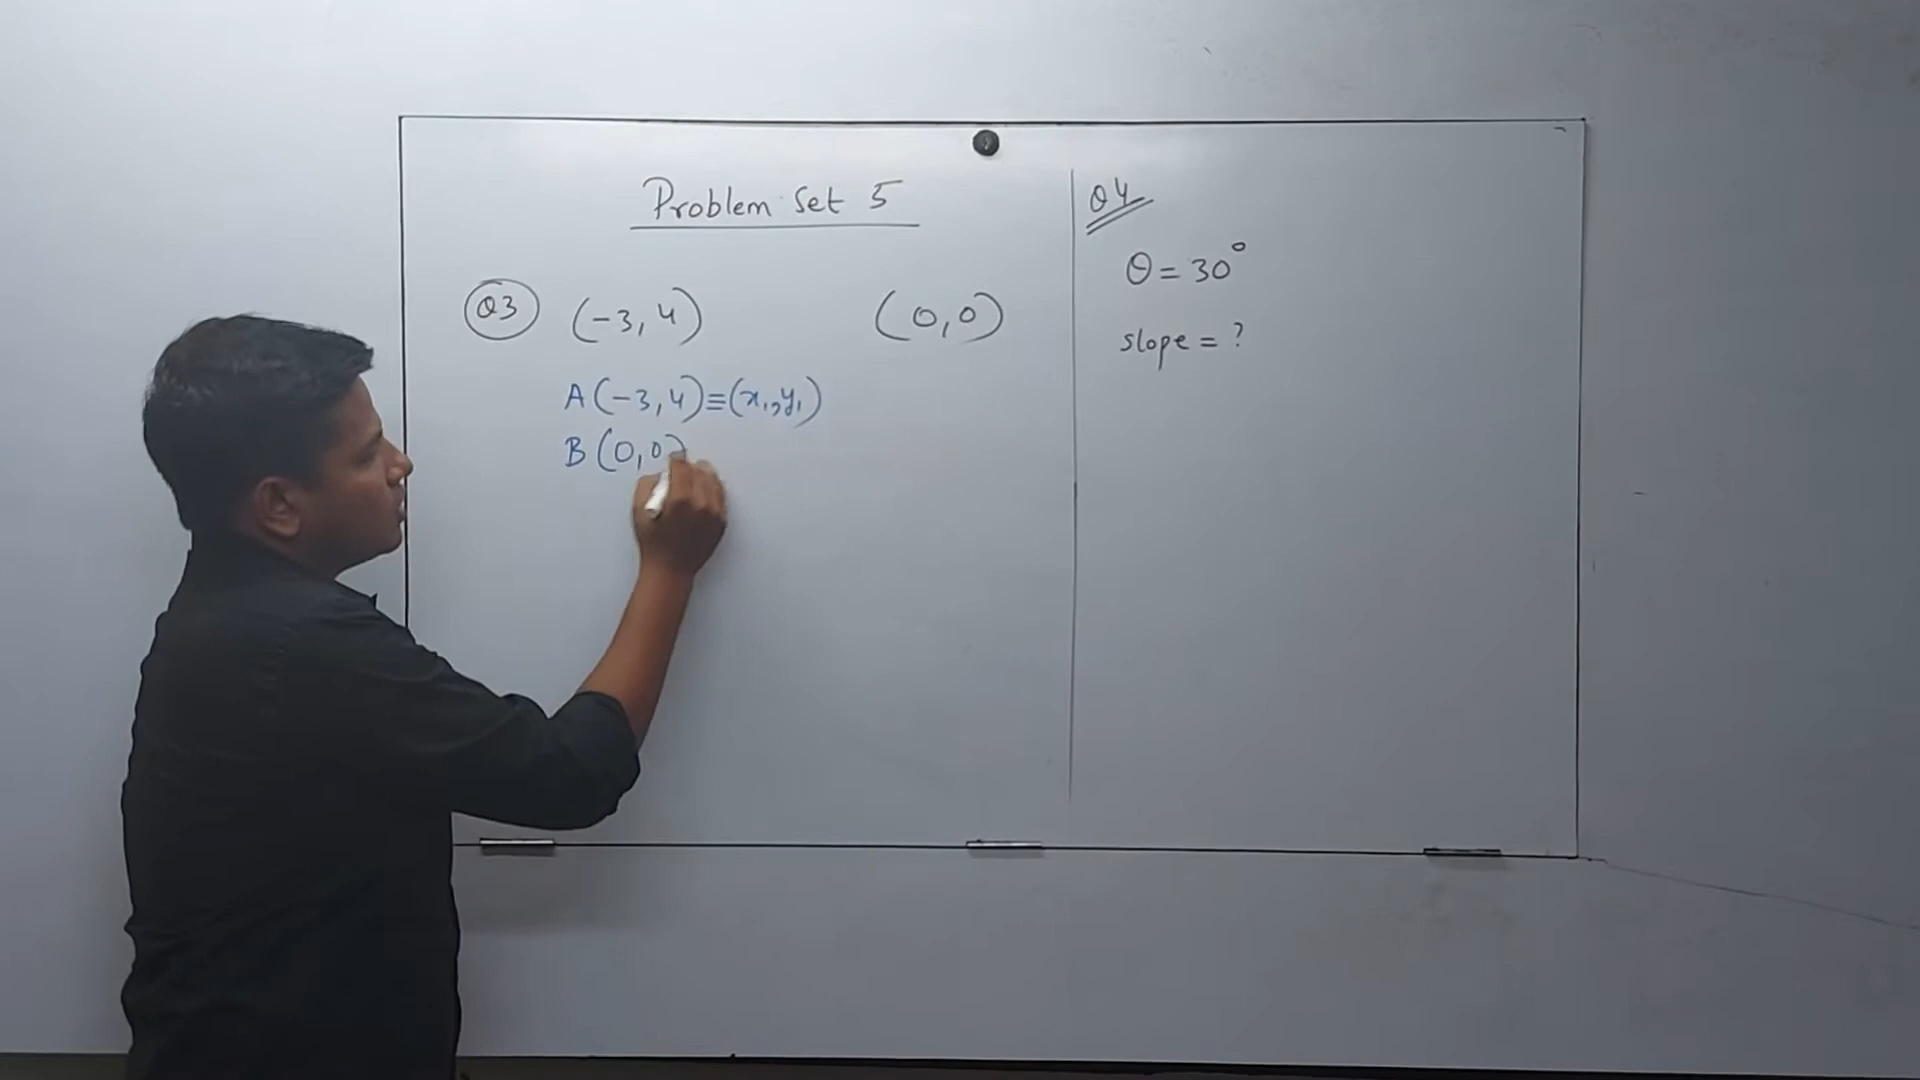 Problem Set 5
Q3 (-3, 4) (0,0)
A(-3,4)≡(x₁,y₁)
B(0,0)
Q4
θ = 30°
slope = ?